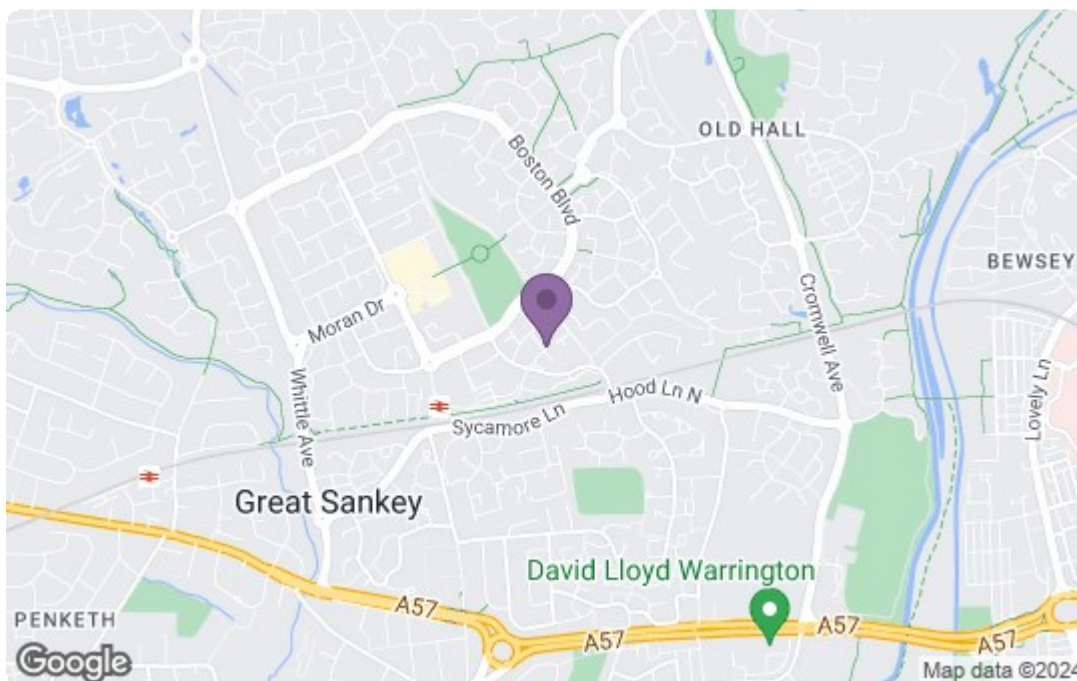 OLD HALL
Boston Blvd
BEWSEY
Cromwell Ave
Moran Dr
Whittle Ave
Hood Ln N
Sycamore Ln
Lovely Ln
Great Sankey
David Lloyd Warrington
A57
A57
A57
A57
PENKETH
Google
Map data ©2024